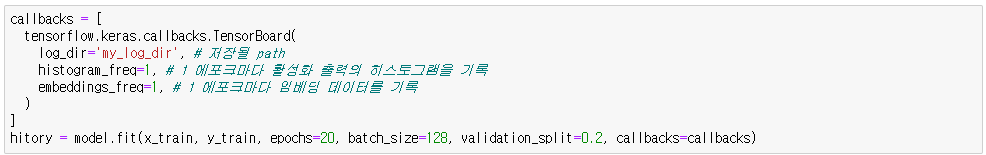 callbacks = [
  tensorflow.keras.callbacks.TensorBoard(
    log_dir='my_log_dir', # 저장될 path
    histogram_freq=1, # 1 에포크마다 활성화 출력의 히스토그램을 기록
    embeddings_freq=1, # 1 에포크마다 임베딩 데이터를 기록
  )
]
hitory = model.fit(x_train, y_train, epochs=20, batch_size=128, validation_split=0.2, callbacks=callbacks)